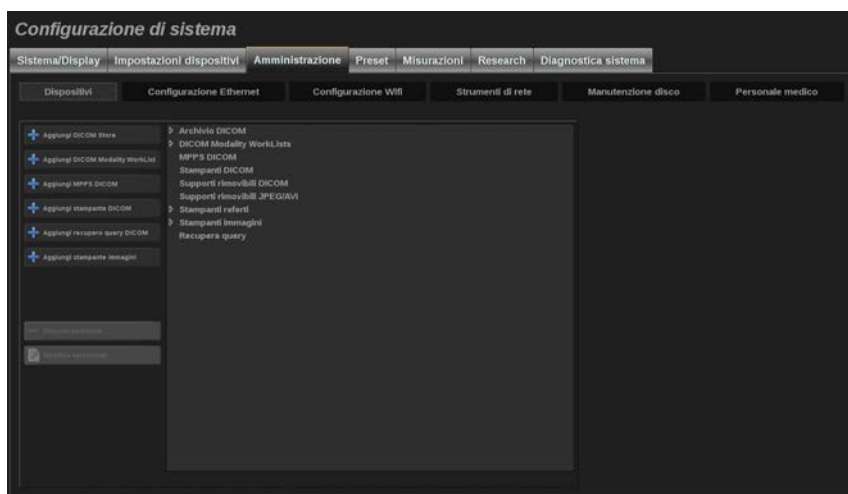 Configurazione di sistema
Sistema/Display Impostazioni dispositivi Amministrazione Preset Misurazioni Research Diagnostica sistema
Dispositivi Configurazione Ethernet Configurazione Wifi Strumenti di rete Manutenzione disco Personale medico
Aggiungi DICOM Store
Aggiungi DICOM Modality WorkList
Aggiungi MPPS DICOM
Aggiungi stampante DICOM
Aggiungi recupero query DICOM
Aggiungi stampante immagini
Archivio DICOM
DICOM Modality WorkLists
MPPS DICOM
Stampanti DICOM
Supporti rimovibili DICOM
Supporti rimovibili JPEG/AVI
Stampanti referti
Stampanti immagini
Recupera query